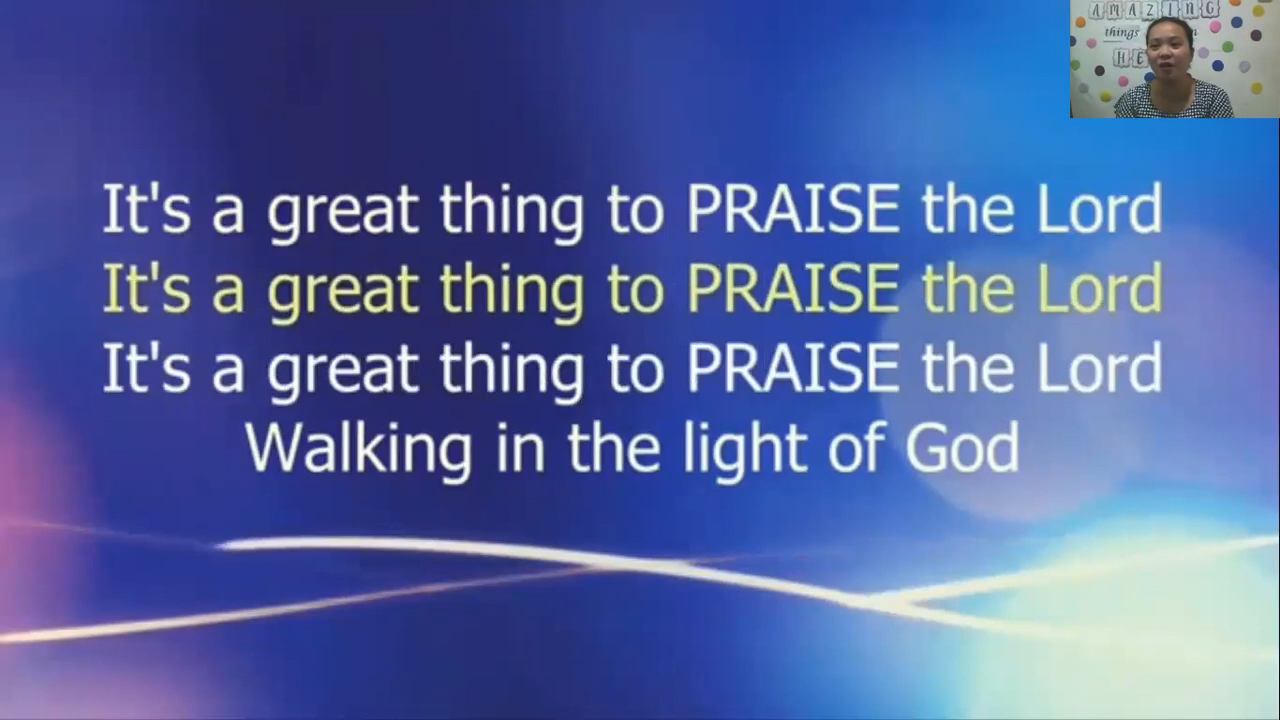 AMAZING
things
HE
It's a great thing to PRAISE the Lord
It's a great thing to PRAISE the Lord
It's a great thing to PRAISE the Lord
Walking in the light of God